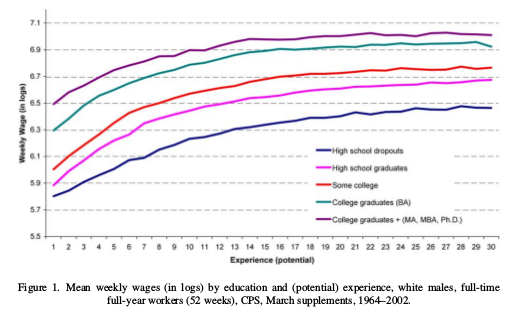 7.1
6.9
6.7
6.5
6.3
6.1
5.9
5.7
5.5
Weekly Wage (in logs)
High school dropouts
High school graduates
Some college
College graduates (BA)
College graduates + (MA, MBA, Ph.D.)
1 2 3 4 5 6 7 8 9 10 11 12 13 14 15 16 17 18 19 20 21 22 23 24 25 26 27 28 29 30
Experience (potential)
Figure 1. Mean weekly wages (in logs) by education and (potential) experience, white males, full-time
full-year workers (52 weeks), CPS, March supplements, 1964–2002.